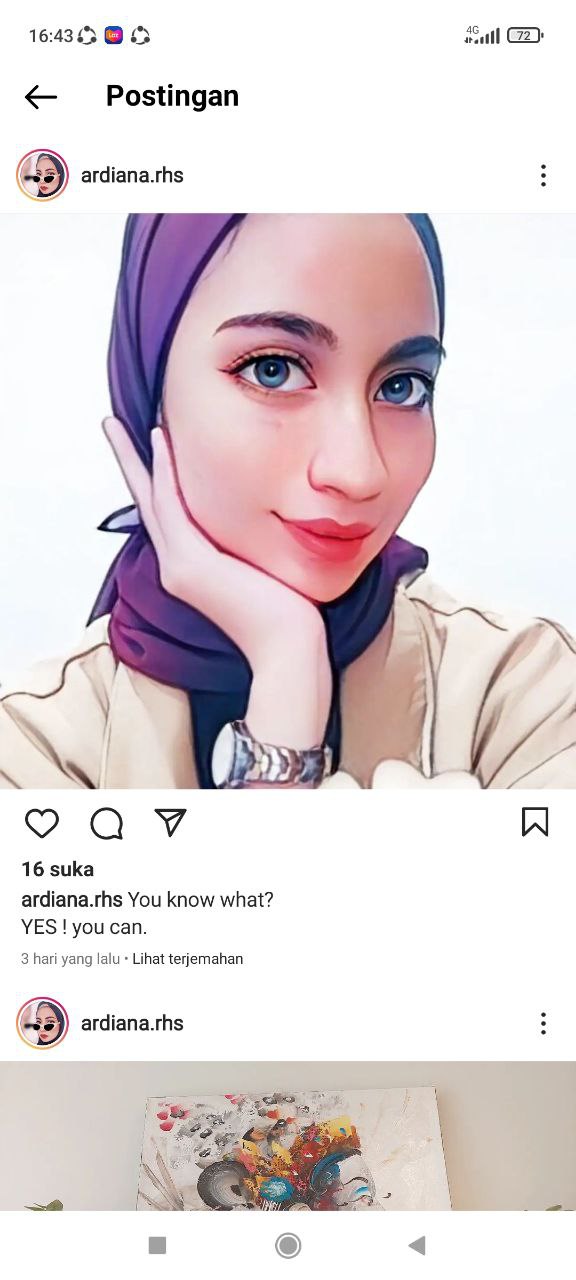 16:43
4G
72
Postingan
ardiana.rhs
16 suka
ardiana.rhs You know what?
YES ! you can.
3 hari yang lalu • Lihat terjemahan
ardiana.rhs